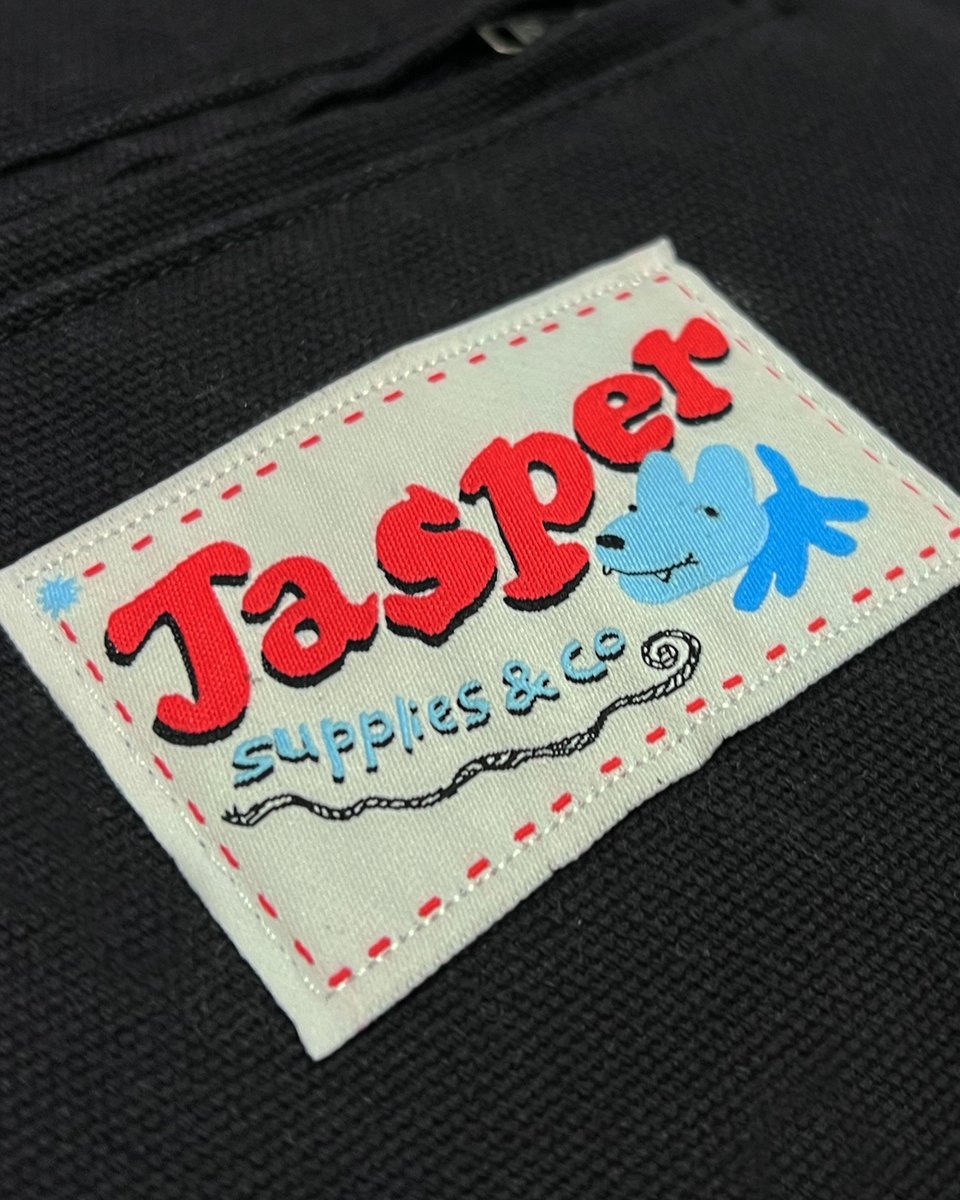 Jasper
supplies & co